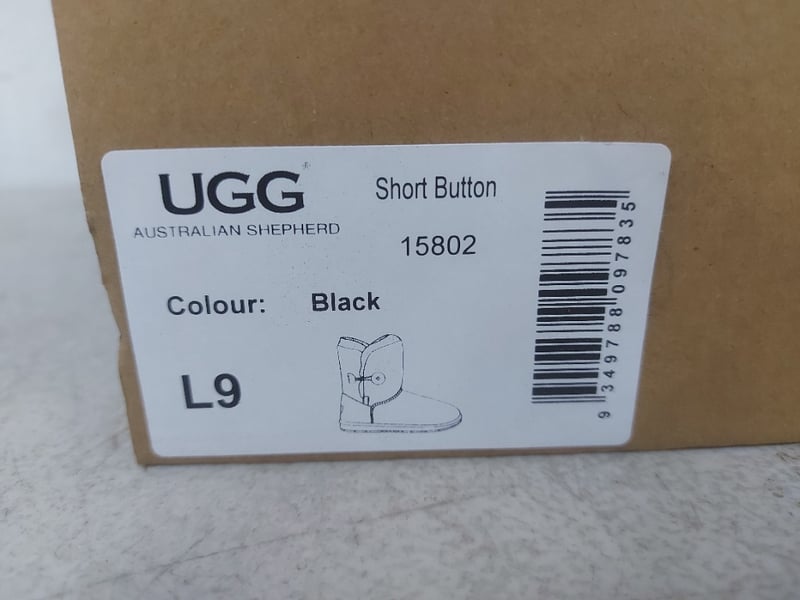 UGG
AUSTRALIAN SHEPHERD
Short Button
15802
Colour: Black
L9
9 349788 097835